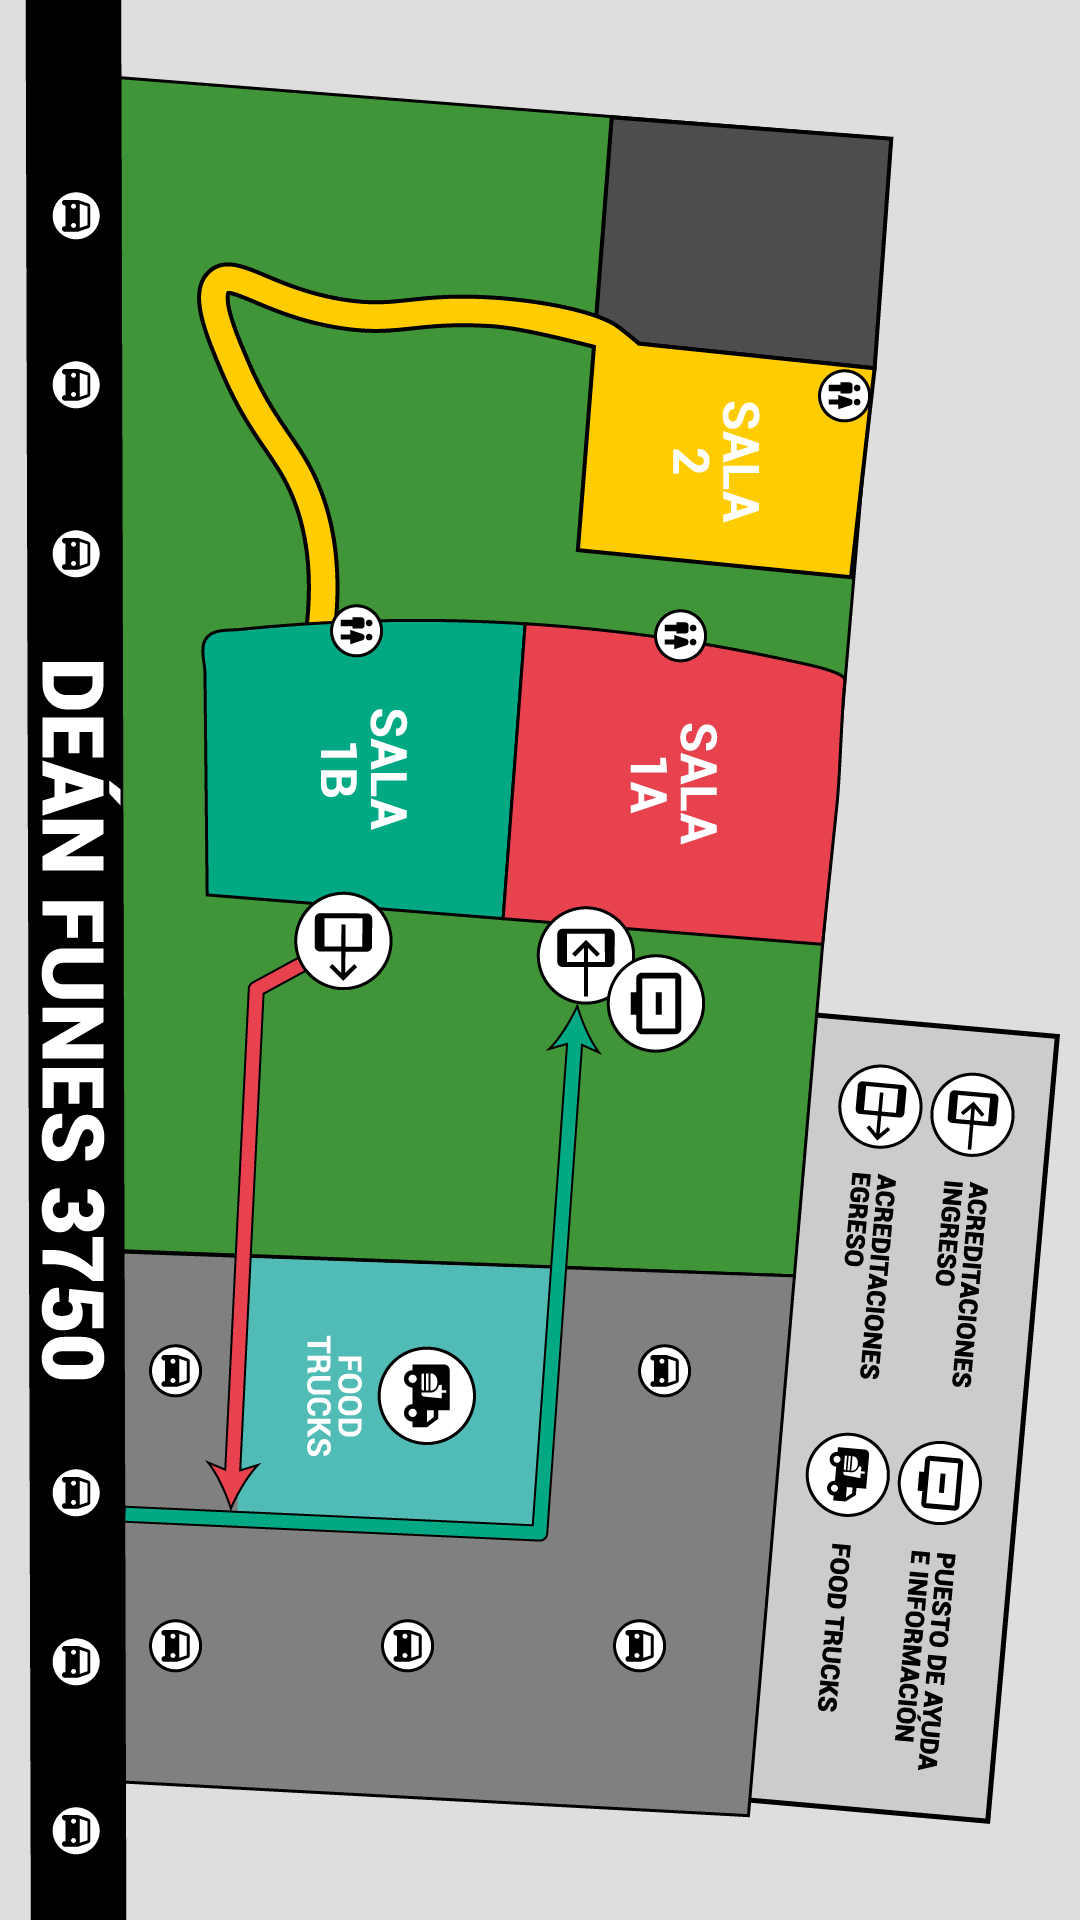 SALA
2
SALA
1A
SALA
1B
DEÁN FUNES 3750
FOOD
TRUCKS
ACREDITACIONES
INGRESO
ACREDITACIONES
EGRESO
PUESTO DE AYUDA
E INFORMACIÓN
FOOD TRUCKS